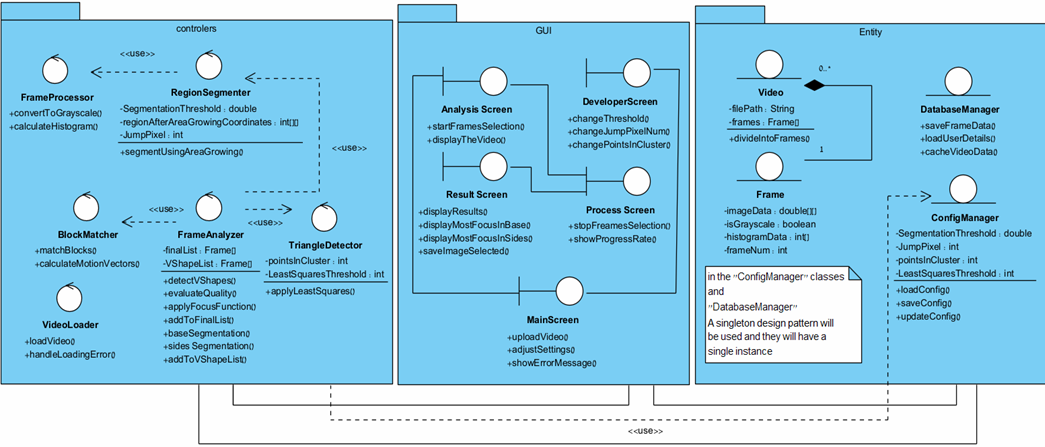 controlers
<<use>>
FrameProcessor
+convertToGrayscale()
+calculateHistogram()
RegionSegmenter
-SegmentationThreshold : double
-regionAfterAreaGrowingCoordinates : int[][]
-JumpPixel : int
+segmentUsingAreaGrowing()
<<use>>
<<use>>
<<use>>
BlockMatcher
+matchBlocks()
+calculateMotionVectors()
FrameAnalyzer
-finalList : Frame[]
-VShapeList : Frame[]
+detectVShapes()
+evaluateQuality()
+applyFocusFunction()
+addToFinalList()
+baseSegmentation()
+sides Segmentation()
+addToVShapeList()
TriangleDetector
-pointsInCluster : int
-LeastSquaresThreshold : int
+applyLeastSquares()
VideoLoader
+loadVideo()
+handleLoadingError()
GUI
Analysis Screen
+startFramesSelection()
+displayTheVideo()
DeveloperScreen
+changeThreshold()
+changeJumpPixelNum()
+changePointsInCluster()
Result Screen
+displayResults()
+displayMostFocusInBase()
+displayMostFocusInSides()
+saveImageSelected()
Process Screen
+stopFreamesSelection()
+showProgressRate()
MainScreen
+uploadVideo()
+adjustSettings()
+showErrorMessage()
Entity
0..*
Video
-filePath : String
-frames : Frame[]
+divideIntoFrames()
1
DatabaseManager
+saveFrameData()
+loadUserDetails()
+cacheVideoData()
Frame
-imageData : double[][]
-isGrayscale : boolean
-histogramData : int[]
-frameNum : int
ConfigManager
-SegmentationThreshold : double
-JumpPixel : int
-pointsInCluster : int
-LeastSquaresThreshold : int
+loadConfig()
+saveConfig()
+updateConfig()
in the "ConfigManager" classes
and
"DatabaseManager"
A singleton design pattern will
be used and they will have a
single instance
<<use>>